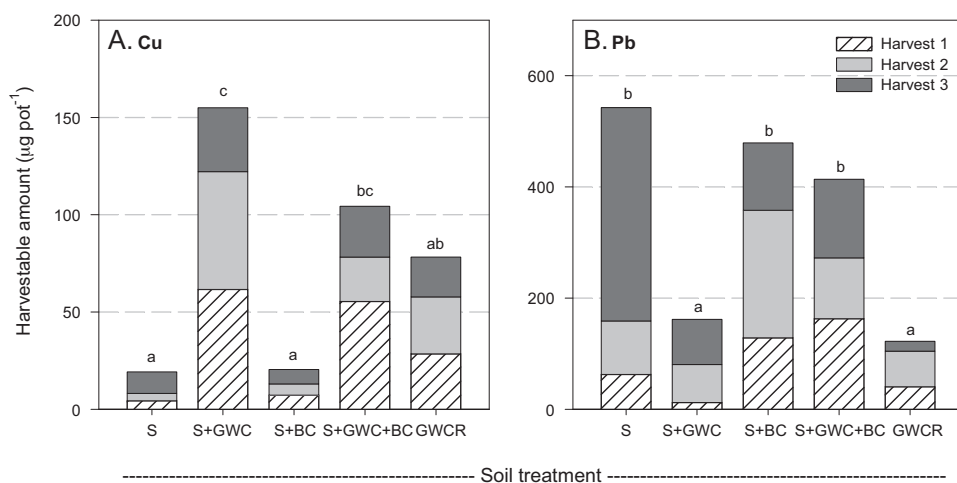 A. Cu
B. Pb
Harvest 1
Harvest 2
Harvest 3
Harvestable amount (µg pot-1)
200
150
100
50
0
a
c
a
bc
ab
S
S+GWC
S+BC
S+GWC+BC
GWCR
600
400
200
0
b
a
b
b
a
S
S+GWC
S+BC
S+GWC+BC
GWCR
Soil treatment